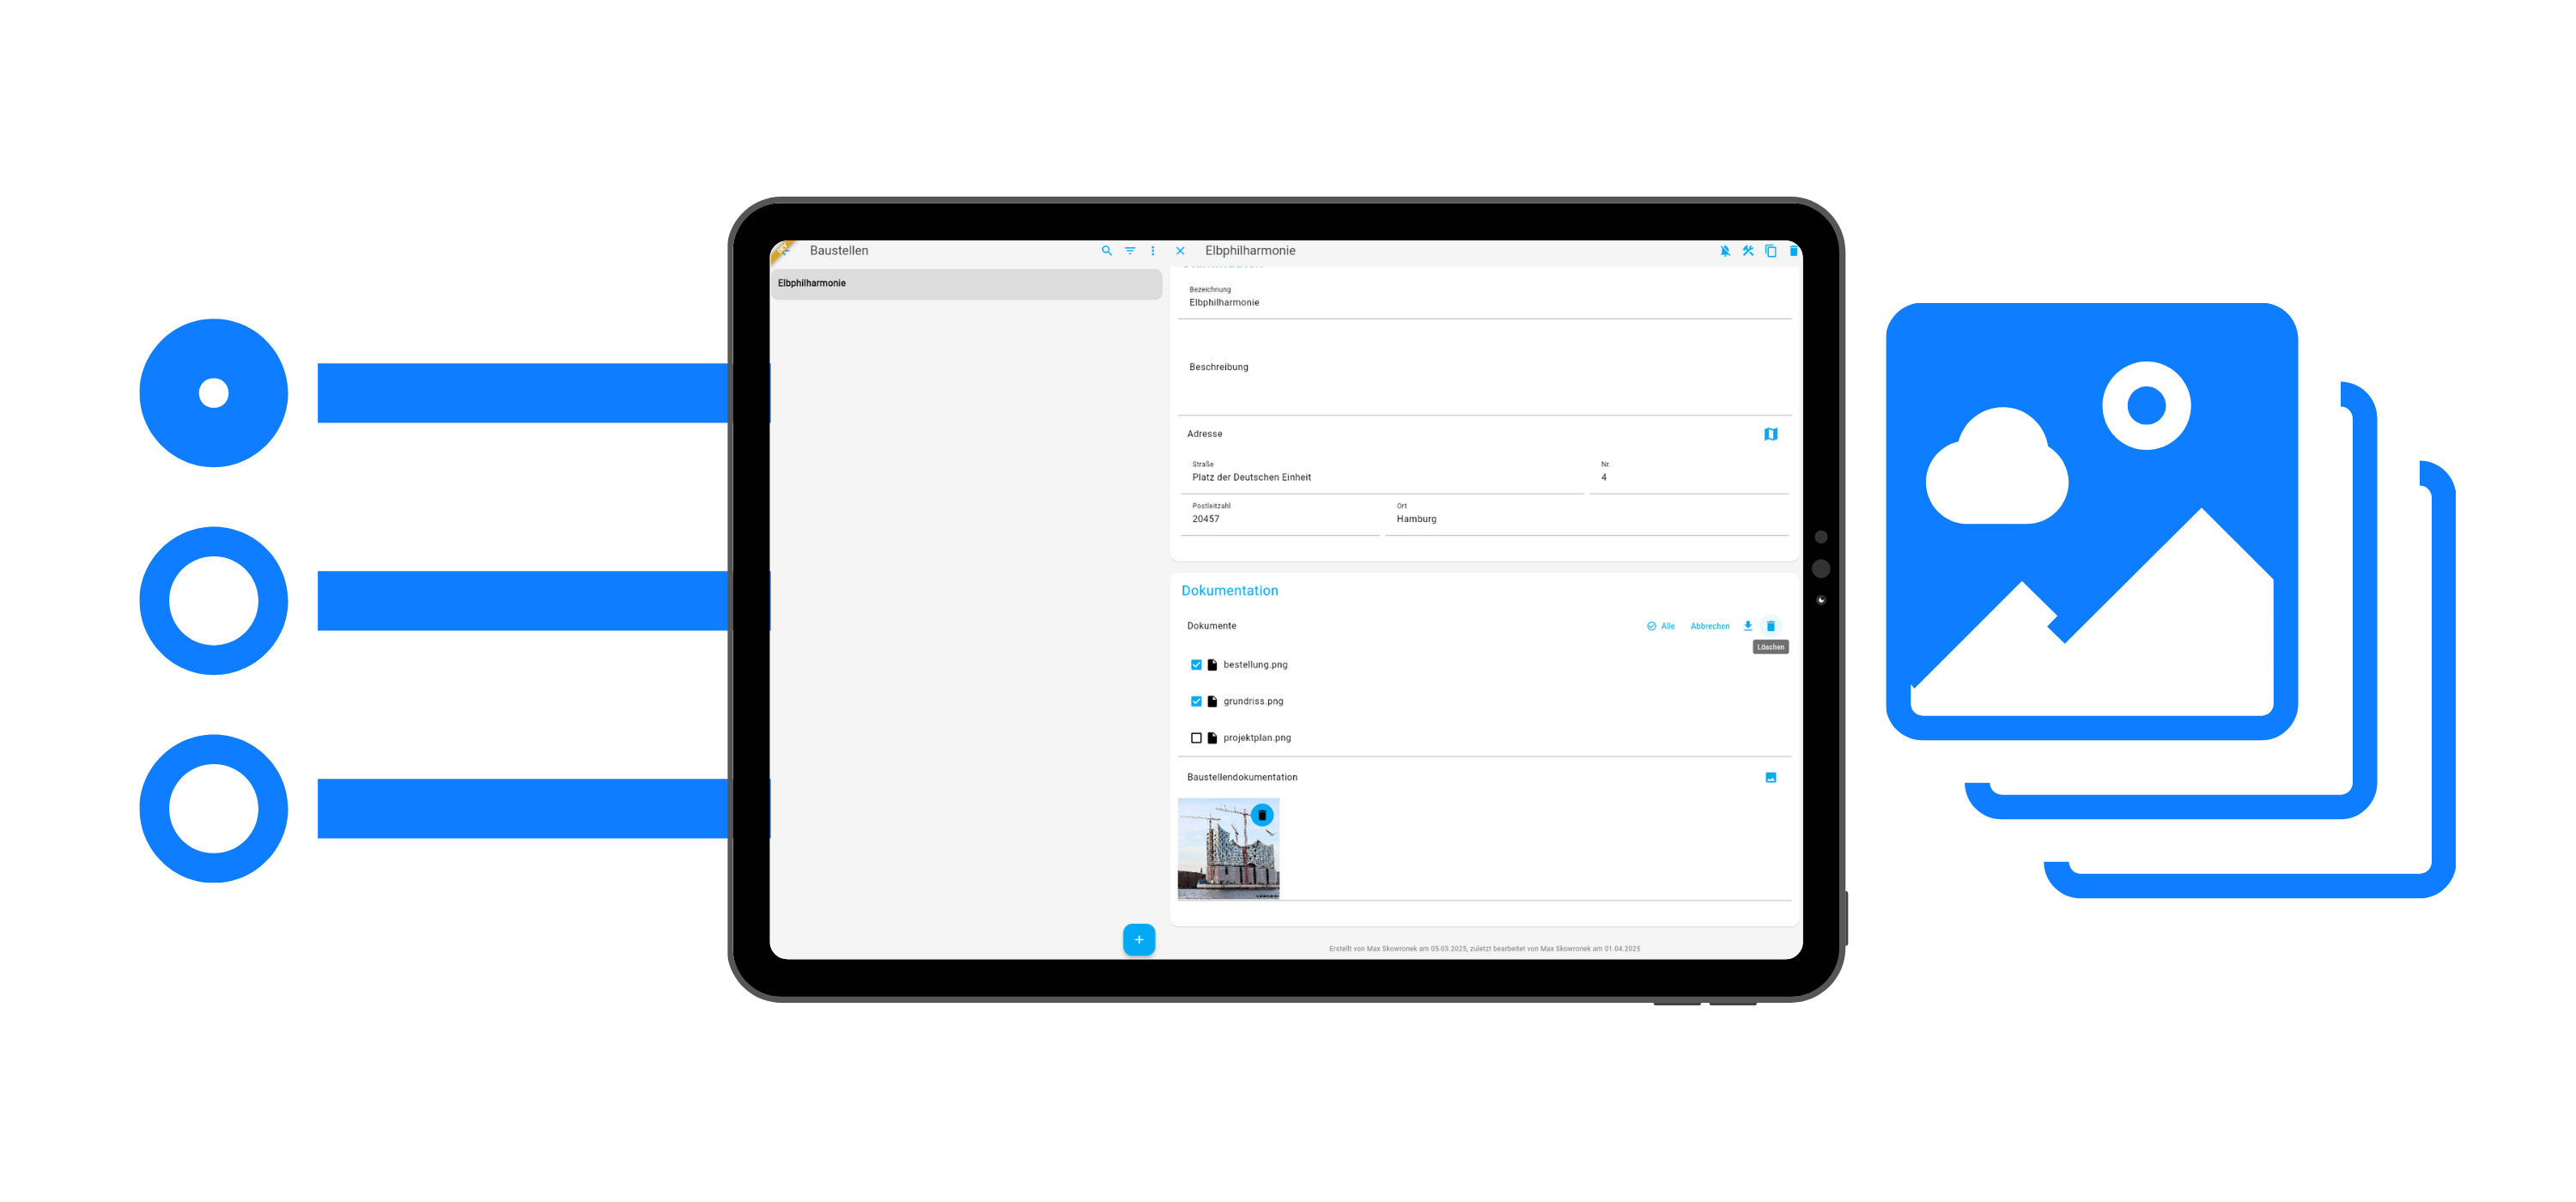 Baustellen
Elbphilharmonie
Elbphilharmonie
Bezeichnung
Elbphilharmonie
Beschreibung
Adresse
Straße
Platz der Deutschen Einheit
Nr.
4
Postleitzahl
20457
Ort
Hamburg
Dokumentation
Dokumente
Alle
Abbrechen
Löschen
bestellung.png
grundriss.png
projektplan.png
Baustellendokumentation
Erstellt von Max Skowronek am 05.03.2025, zuletzt bearbeitet von Max Skowronek am 01.04.2025